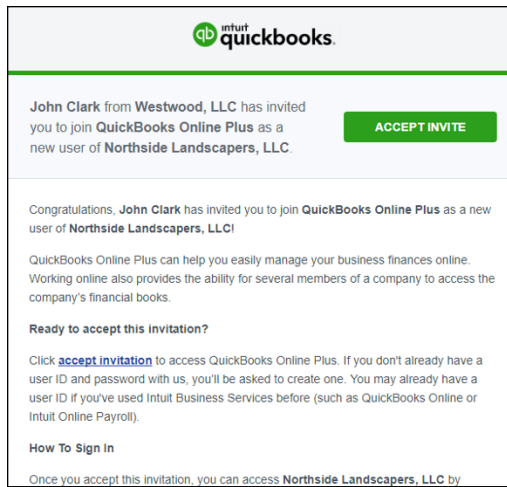 intuit
quickbooks.
John Clark from Westwood, LLC has invited
you to join QuickBooks Online Plus as a
new user of Northside Landscapers, LLC.
ACCEPT INVITE
Congratulations, John Clark has invited you to join QuickBooks Online Plus as a new
user of Northside Landscapers, LLC!
QuickBooks Online Plus can help you easily manage your business finances online.
Working online also provides the ability for several members of a company to access the
company's financial books.
Ready to accept this invitation?
Click accept invitation to access QuickBooks Online Plus. If you don't already have a
user ID and password with us, you'll be asked to create one. You may already have a
user ID if you've used Intuit Business Services before (such as QuickBooks Online or
Intuit Online Payroll).
How To Sign In
Once you accept this invitation, you can access Northside Landscapers, LLC by